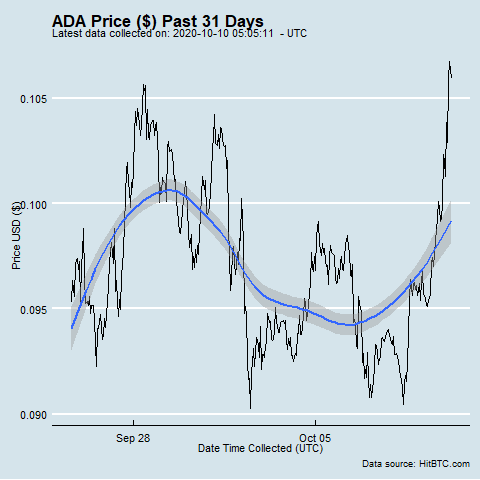 ADA Price ($) Past 31 Days
Latest data collected on: 2020-10-10 05:05:11 - UTC
0.105
0.100
0.095
0.090
Price USD ($)
Sep 28
Oct 05
Date Time Collected (UTC)
Data source: HitBTC.com